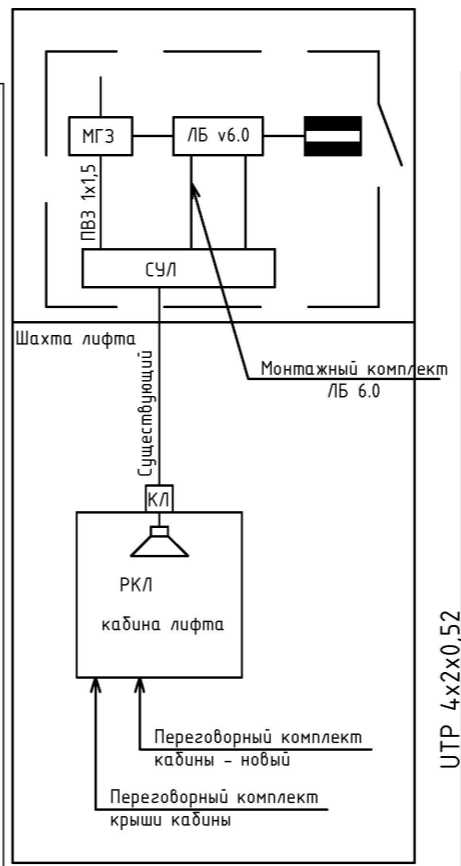 МГЗ
ЛБ v6.0
ПВЗ 1х1,5
СУЛ
Шахта лифта
Монтажный комплект
ЛБ 6.0
Существующий
КЛ
РКЛ
кабина лифта
UTP 4х2х0,52
Переговорный комплект
кабины - новый
Переговорный комплект
крыши кабины